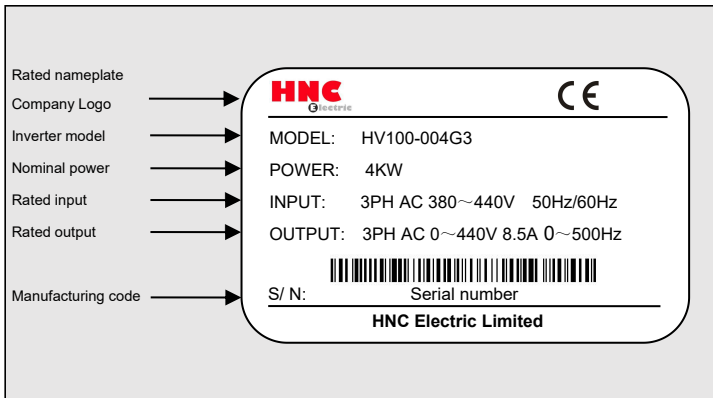 Rated nameplate
Company Logo
Inverter model
Nominal power
Rated input
Rated output
Manufacturing code
HNC
Electric
CE
MODEL: HV100-004G3
POWER: 4KW
INPUT: 3PH AC 380～440V 50Hz/60Hz
OUTPUT: 3PH AC 0～440V 8.5A 0～500Hz
S/ N: Serial number
HNC Electric Limited